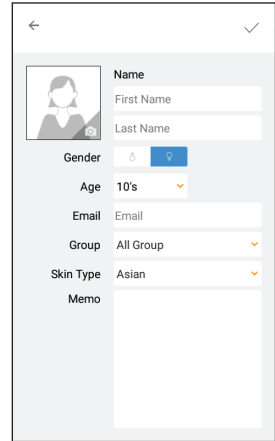 Name
First Name
Last Name
Gender
Age 10's
Email Email
Group All Group
Skin Type Asian
Memo